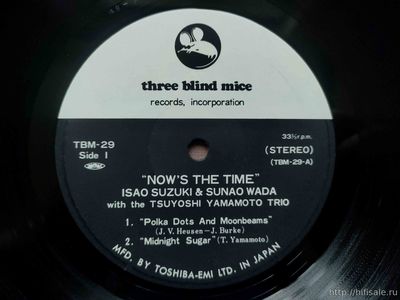 three blind mice
records, incorporation
33⅓r.p.m.
TBM-29
Side 1
(STEREO)
(TBM-29-A)
"NOW'S THE TIME"
ISAO SUZUKI & SUNAO WADA
with the TSUYOSHI YAMAMOTO TRIO
1. "Polka Dots And Moonbeams"
(J. V. Heusen–J. Burke)
2. "Midnight Sugar" (T. Yamamoto)
MFD. BY TOSHIBA-EMI LTD. IN JAPAN
https://hifisale.ru